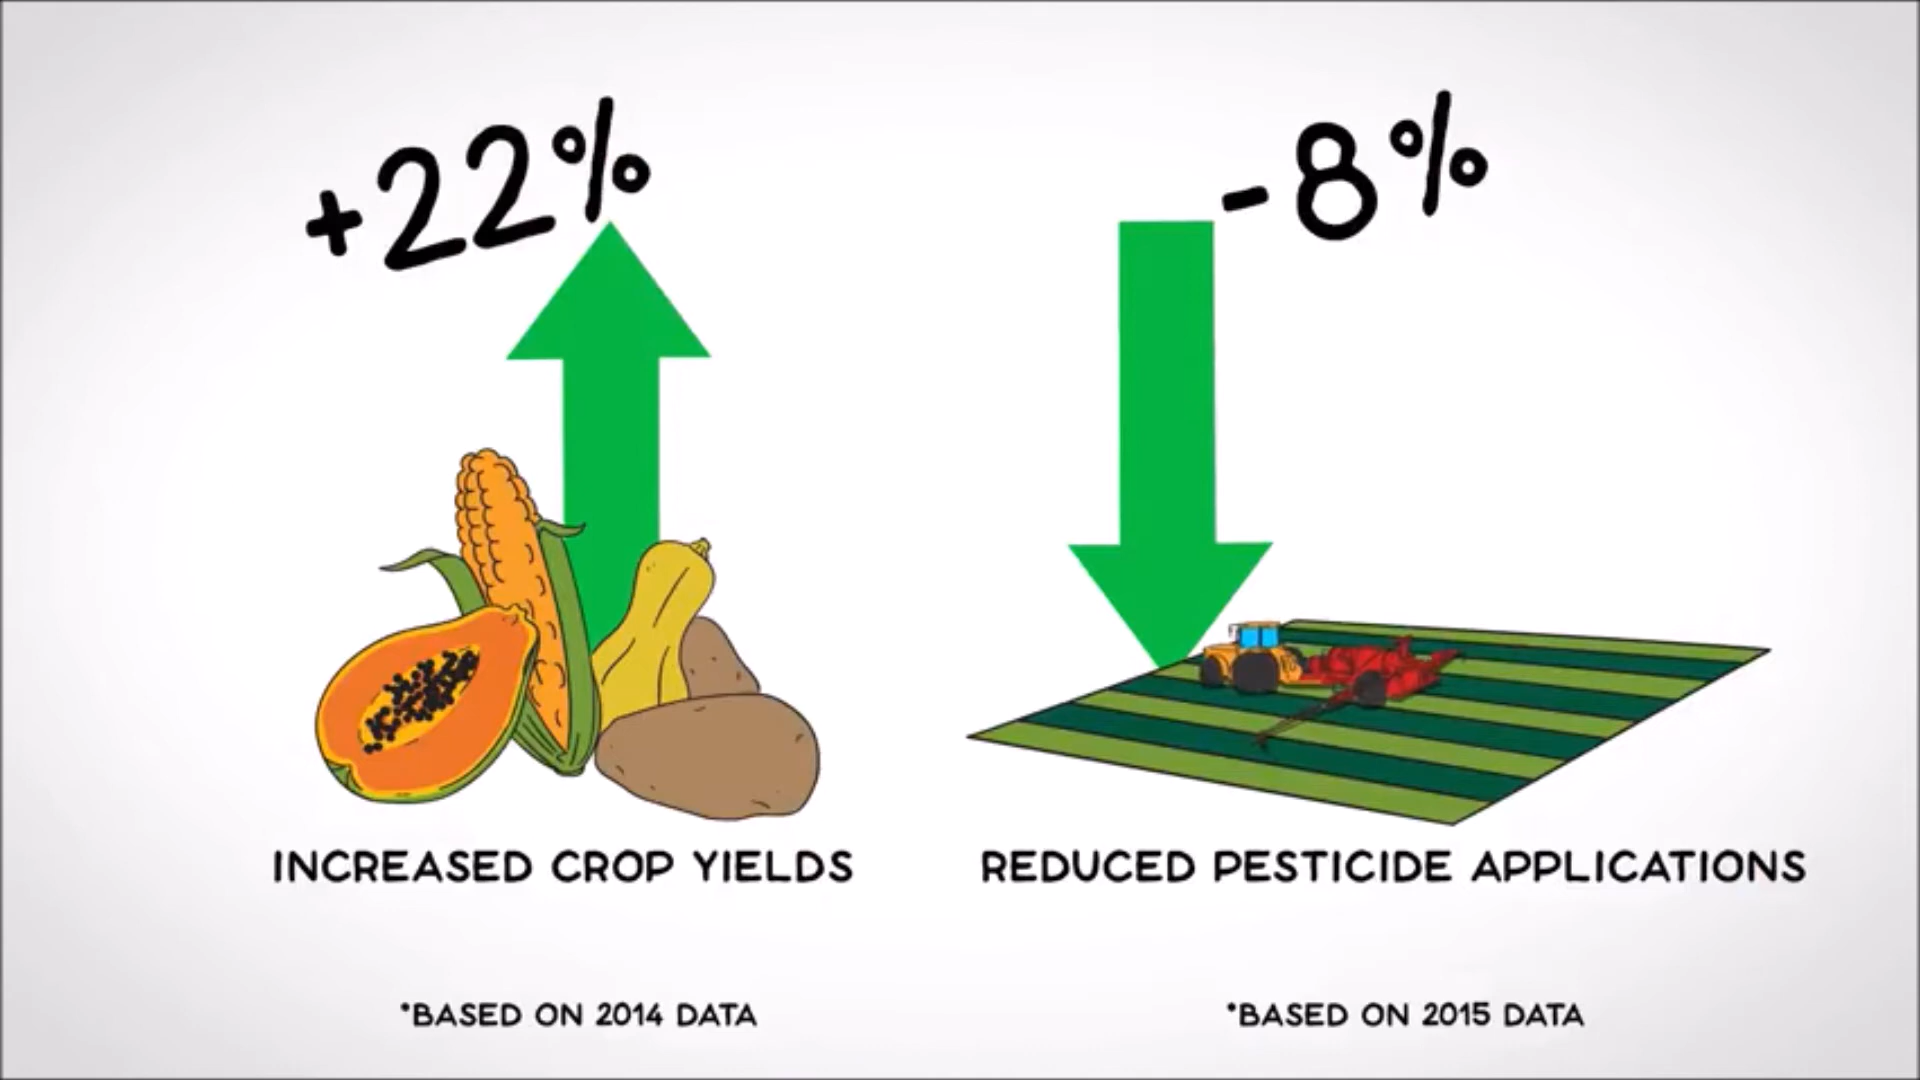 +22%
-8%
INCREASED CROP YIELDS
REDUCED PESTICIDE APPLICATIONS
*BASED ON 2014 DATA
*BASED ON 2015 DATA